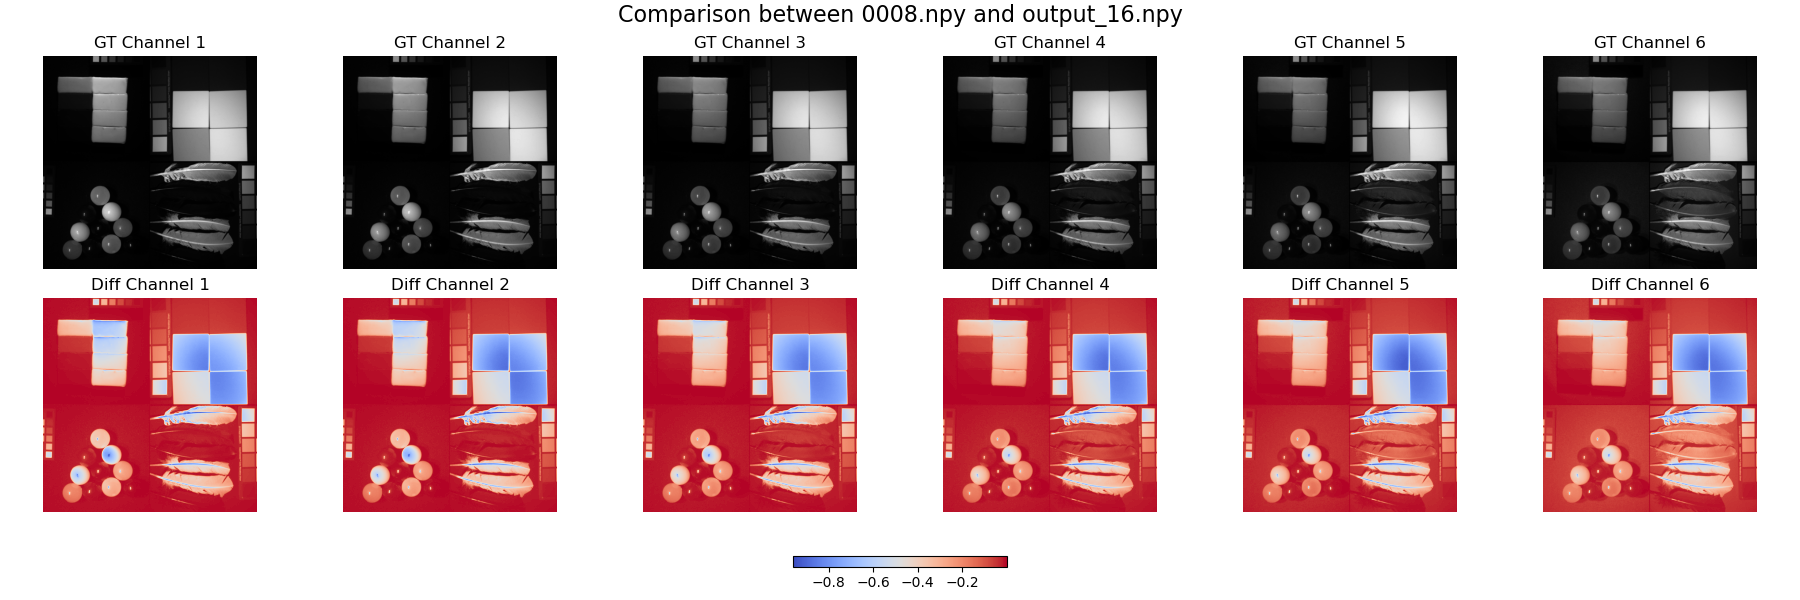 Comparison between 0008.npy and output_16.npy
GT Channel 1
GT Channel 2
GT Channel 3
GT Channel 4
GT Channel 5
GT Channel 6
Diff Channel 1
Diff Channel 2
Diff Channel 3
Diff Channel 4
Diff Channel 5
Diff Channel 6
−0.8 −0.6 −0.4 −0.2